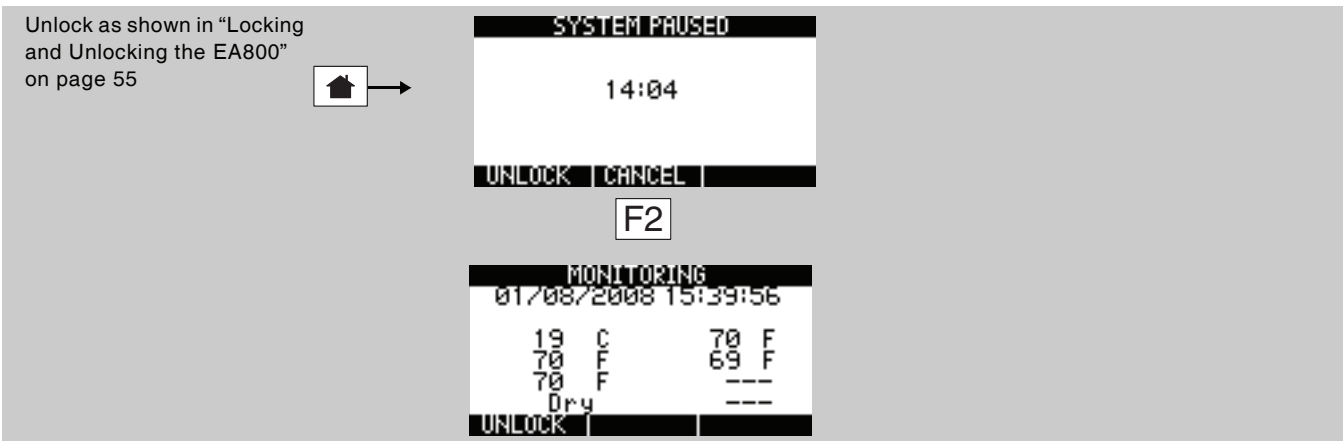 Unlock as shown in “Locking
and Unlocking the EA800”
on page 55
SYSTEM PAUSED
14:04
UNLOCK | CANCEL |
F2
MONITORING
01/08/2008 15:39:56
19 C 70 F
70 F 69 F
70 F ---
Dry ---
UNLOCK | |